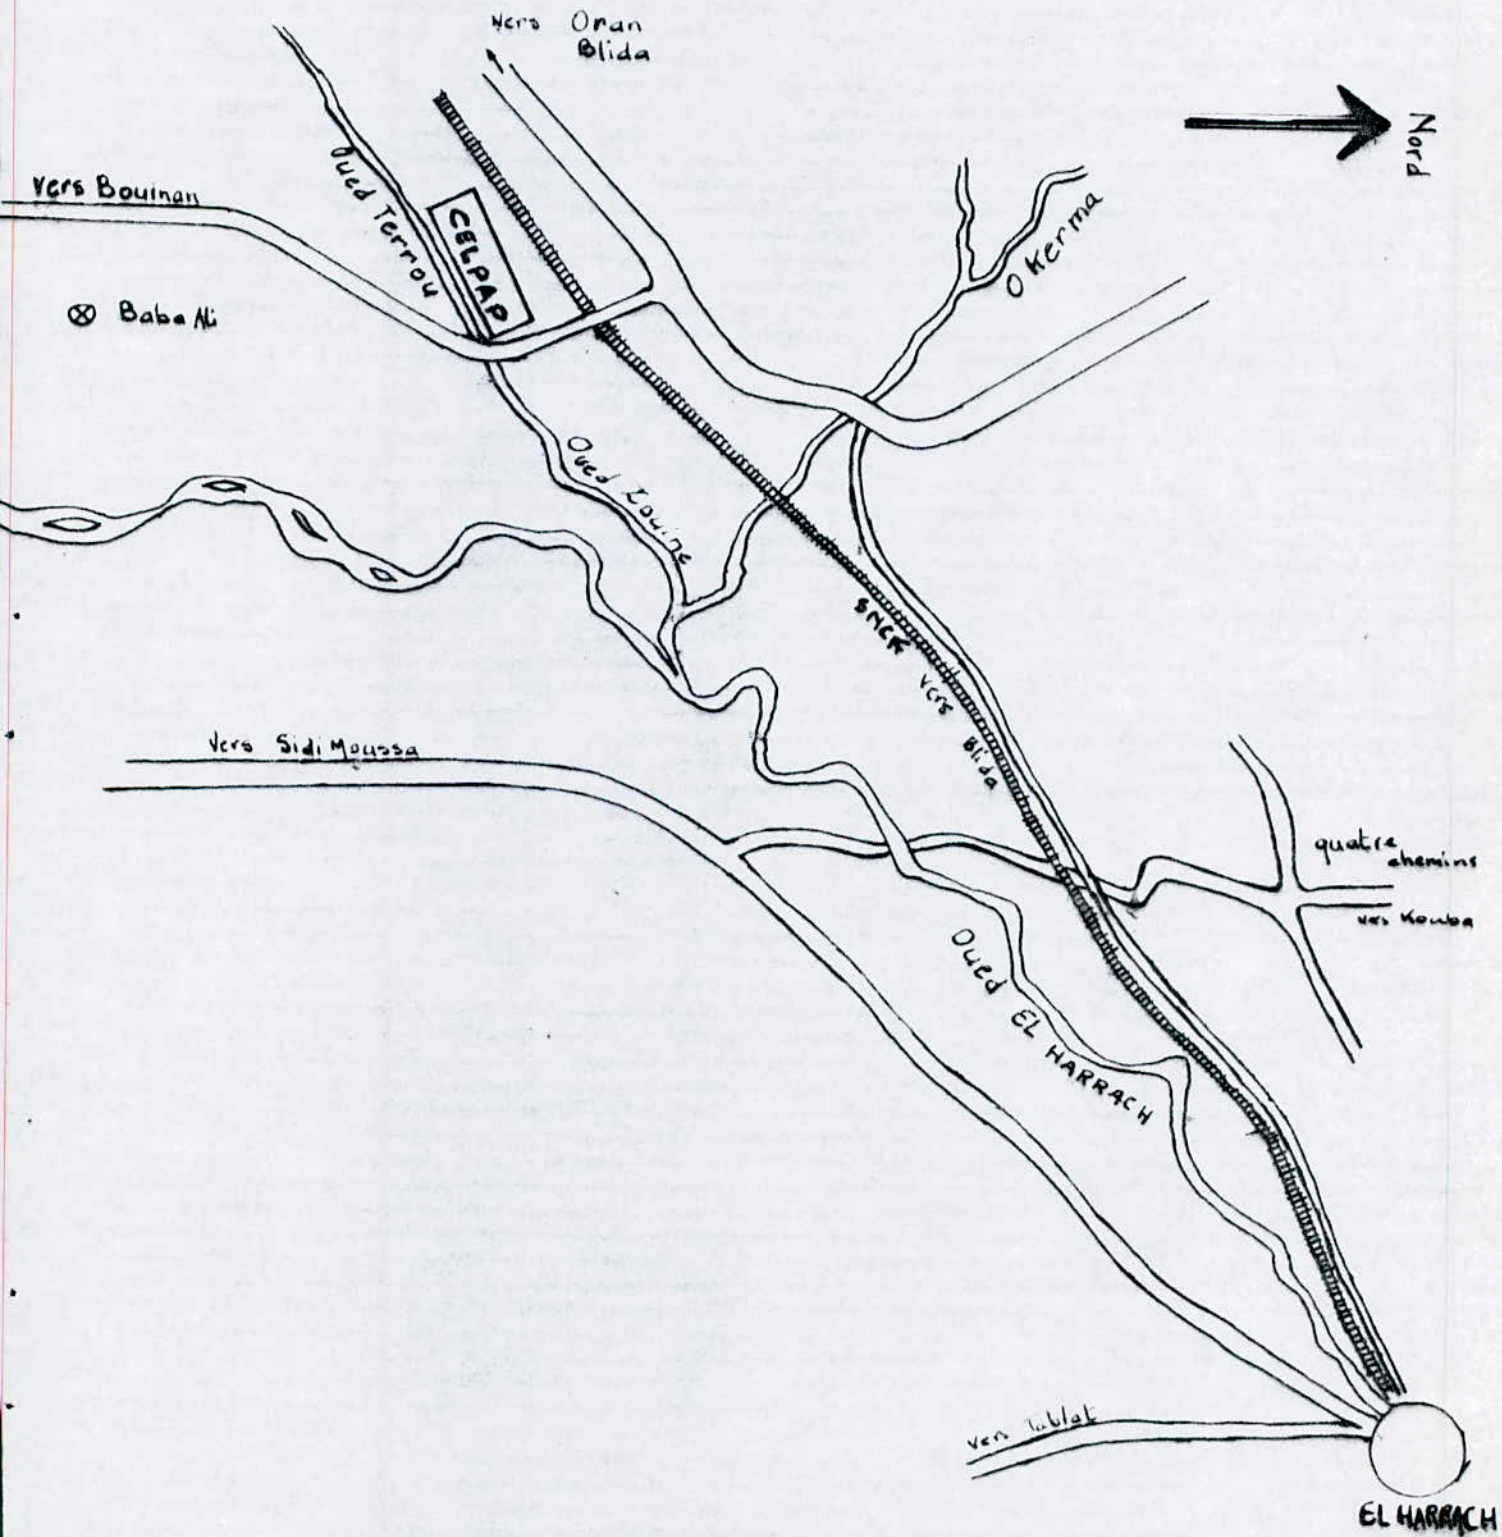 vers Oran
Blida
Nord
Vers Bouinan
Oued Terrou
CELPAP
O Kerma
Baba Ali
Oued
SNCF vers Blida
Vers Sidi Moussa
quatre chemins
vers Kouba
Oued EL HARRACH
vers Tablat
EL HARRACH